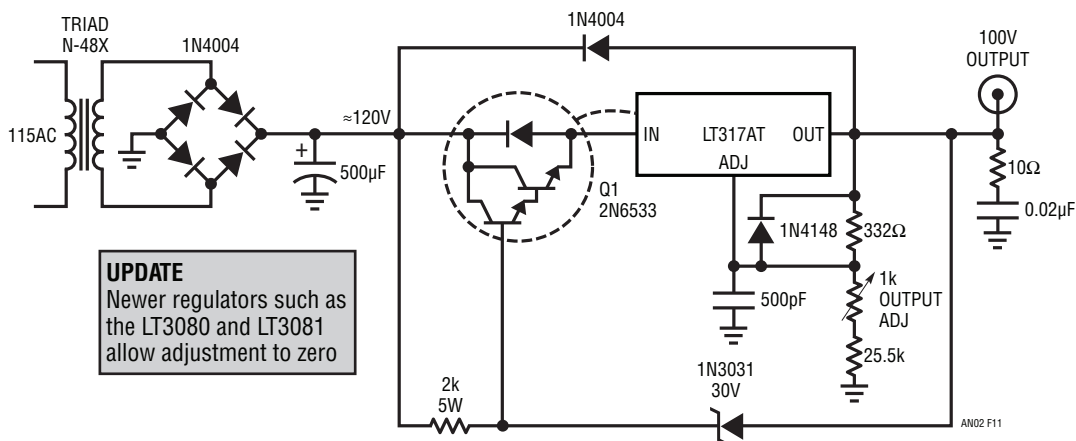 TRIAD
N-48X
1N4004
1N4004
100V
OUTPUT
115AC
≈120V
+
500µF
IN
LT317AT
OUT
ADJ
Q1
2N6533
10Ω
0.02µF
1N4148
332Ω
500pF
1k
OUTPUT
ADJ
25.5k
UPDATE
Newer regulators such as
the LT3080 and LT3081
allow adjustment to zero
1N3031
30V
2k
5W
AN02 F11